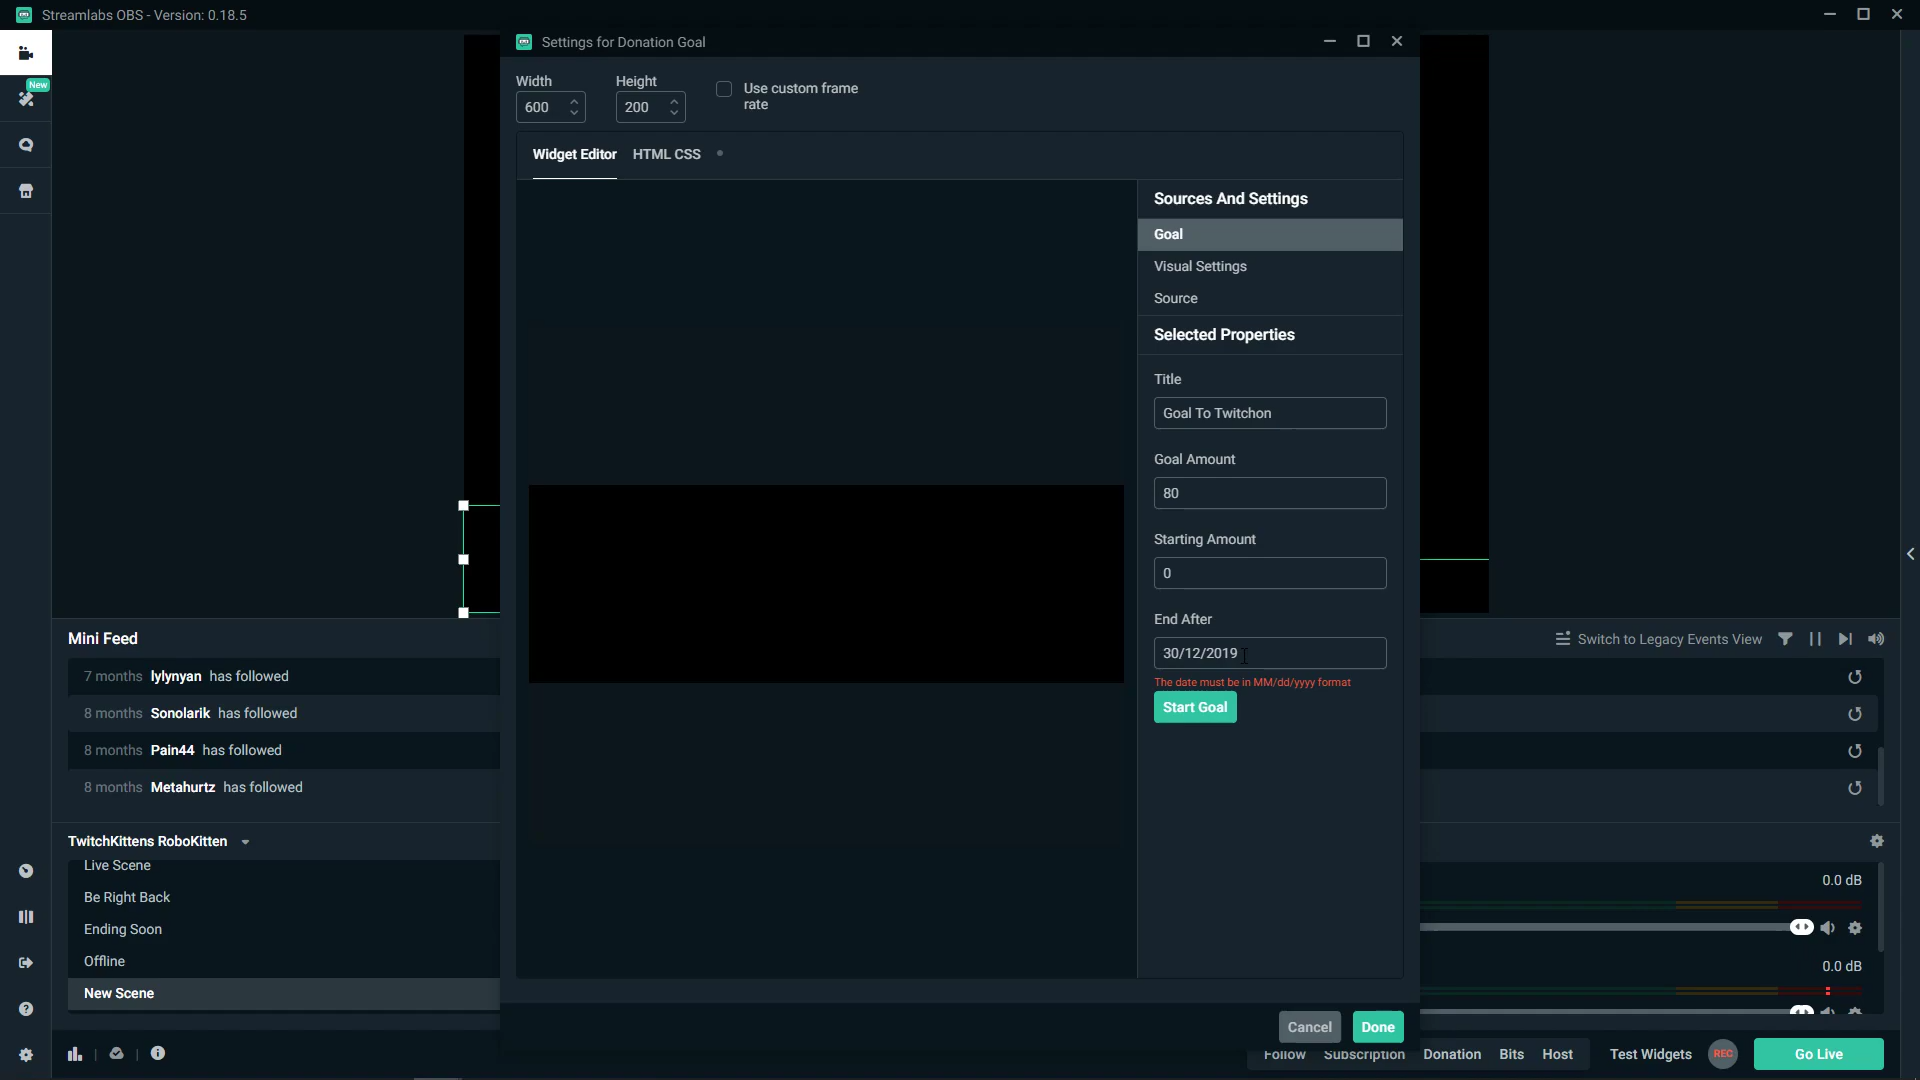 Streamlabs OBS - Version: 0.18.5
New
Settings for Donation Goal
Width
Height
600
200
Use custom frame
rate
Widget Editor
HTML CSS
Sources And Settings
Goal
Visual Settings
Source
Selected Properties
Title
Goal To Twitchon
Goal Amount
80
Starting Amount
0
End After
30/12/2019
The date must be in MM/dd/yyyy format
Start Goal
Cancel
Done
Mini Feed
Switch to Legacy Events View
7 months lylynyan has followed
8 months Sonolarik has followed
8 months Pain44 has followed
8 months Metahurtz has followed
TwitchKittens RoboKitten
Live Scene
Be Right Back
Ending Soon
Offline
New Scene
0.0 dB
0.0 dB
Follow Subscription Donation Bits Host
Test Widgets
REC
Go Live